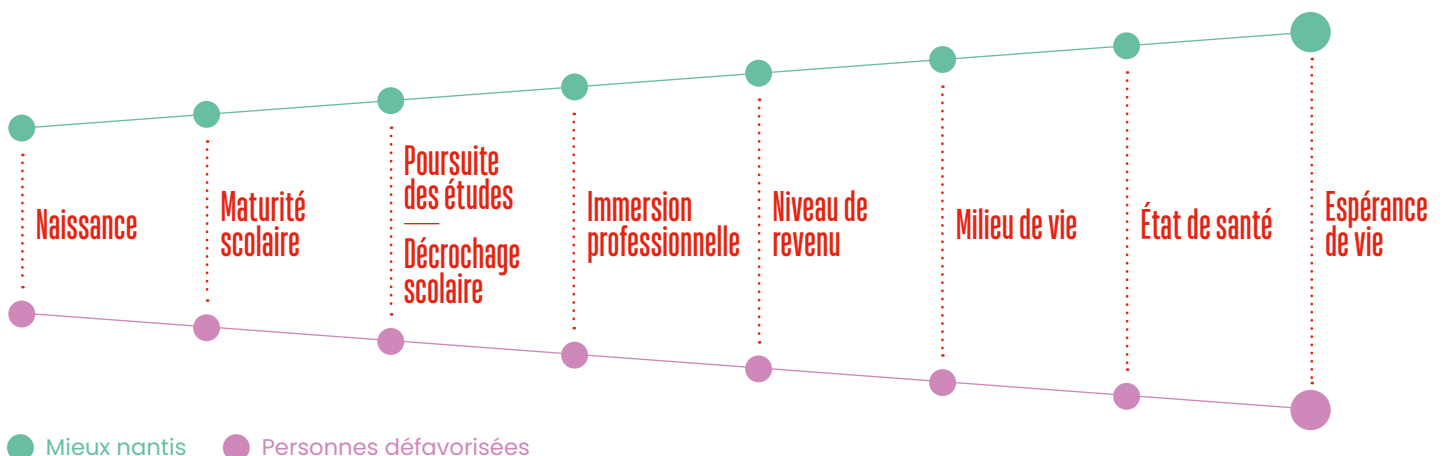 Naissance
Maturité
scolaire
Poursuite
des études
Décrochage
scolaire
Immersion
professionnelle
Niveau de
revenu
Milieu de vie
État de santé
Espérance
de vie
Mieux nantis
Personnes défavorisées